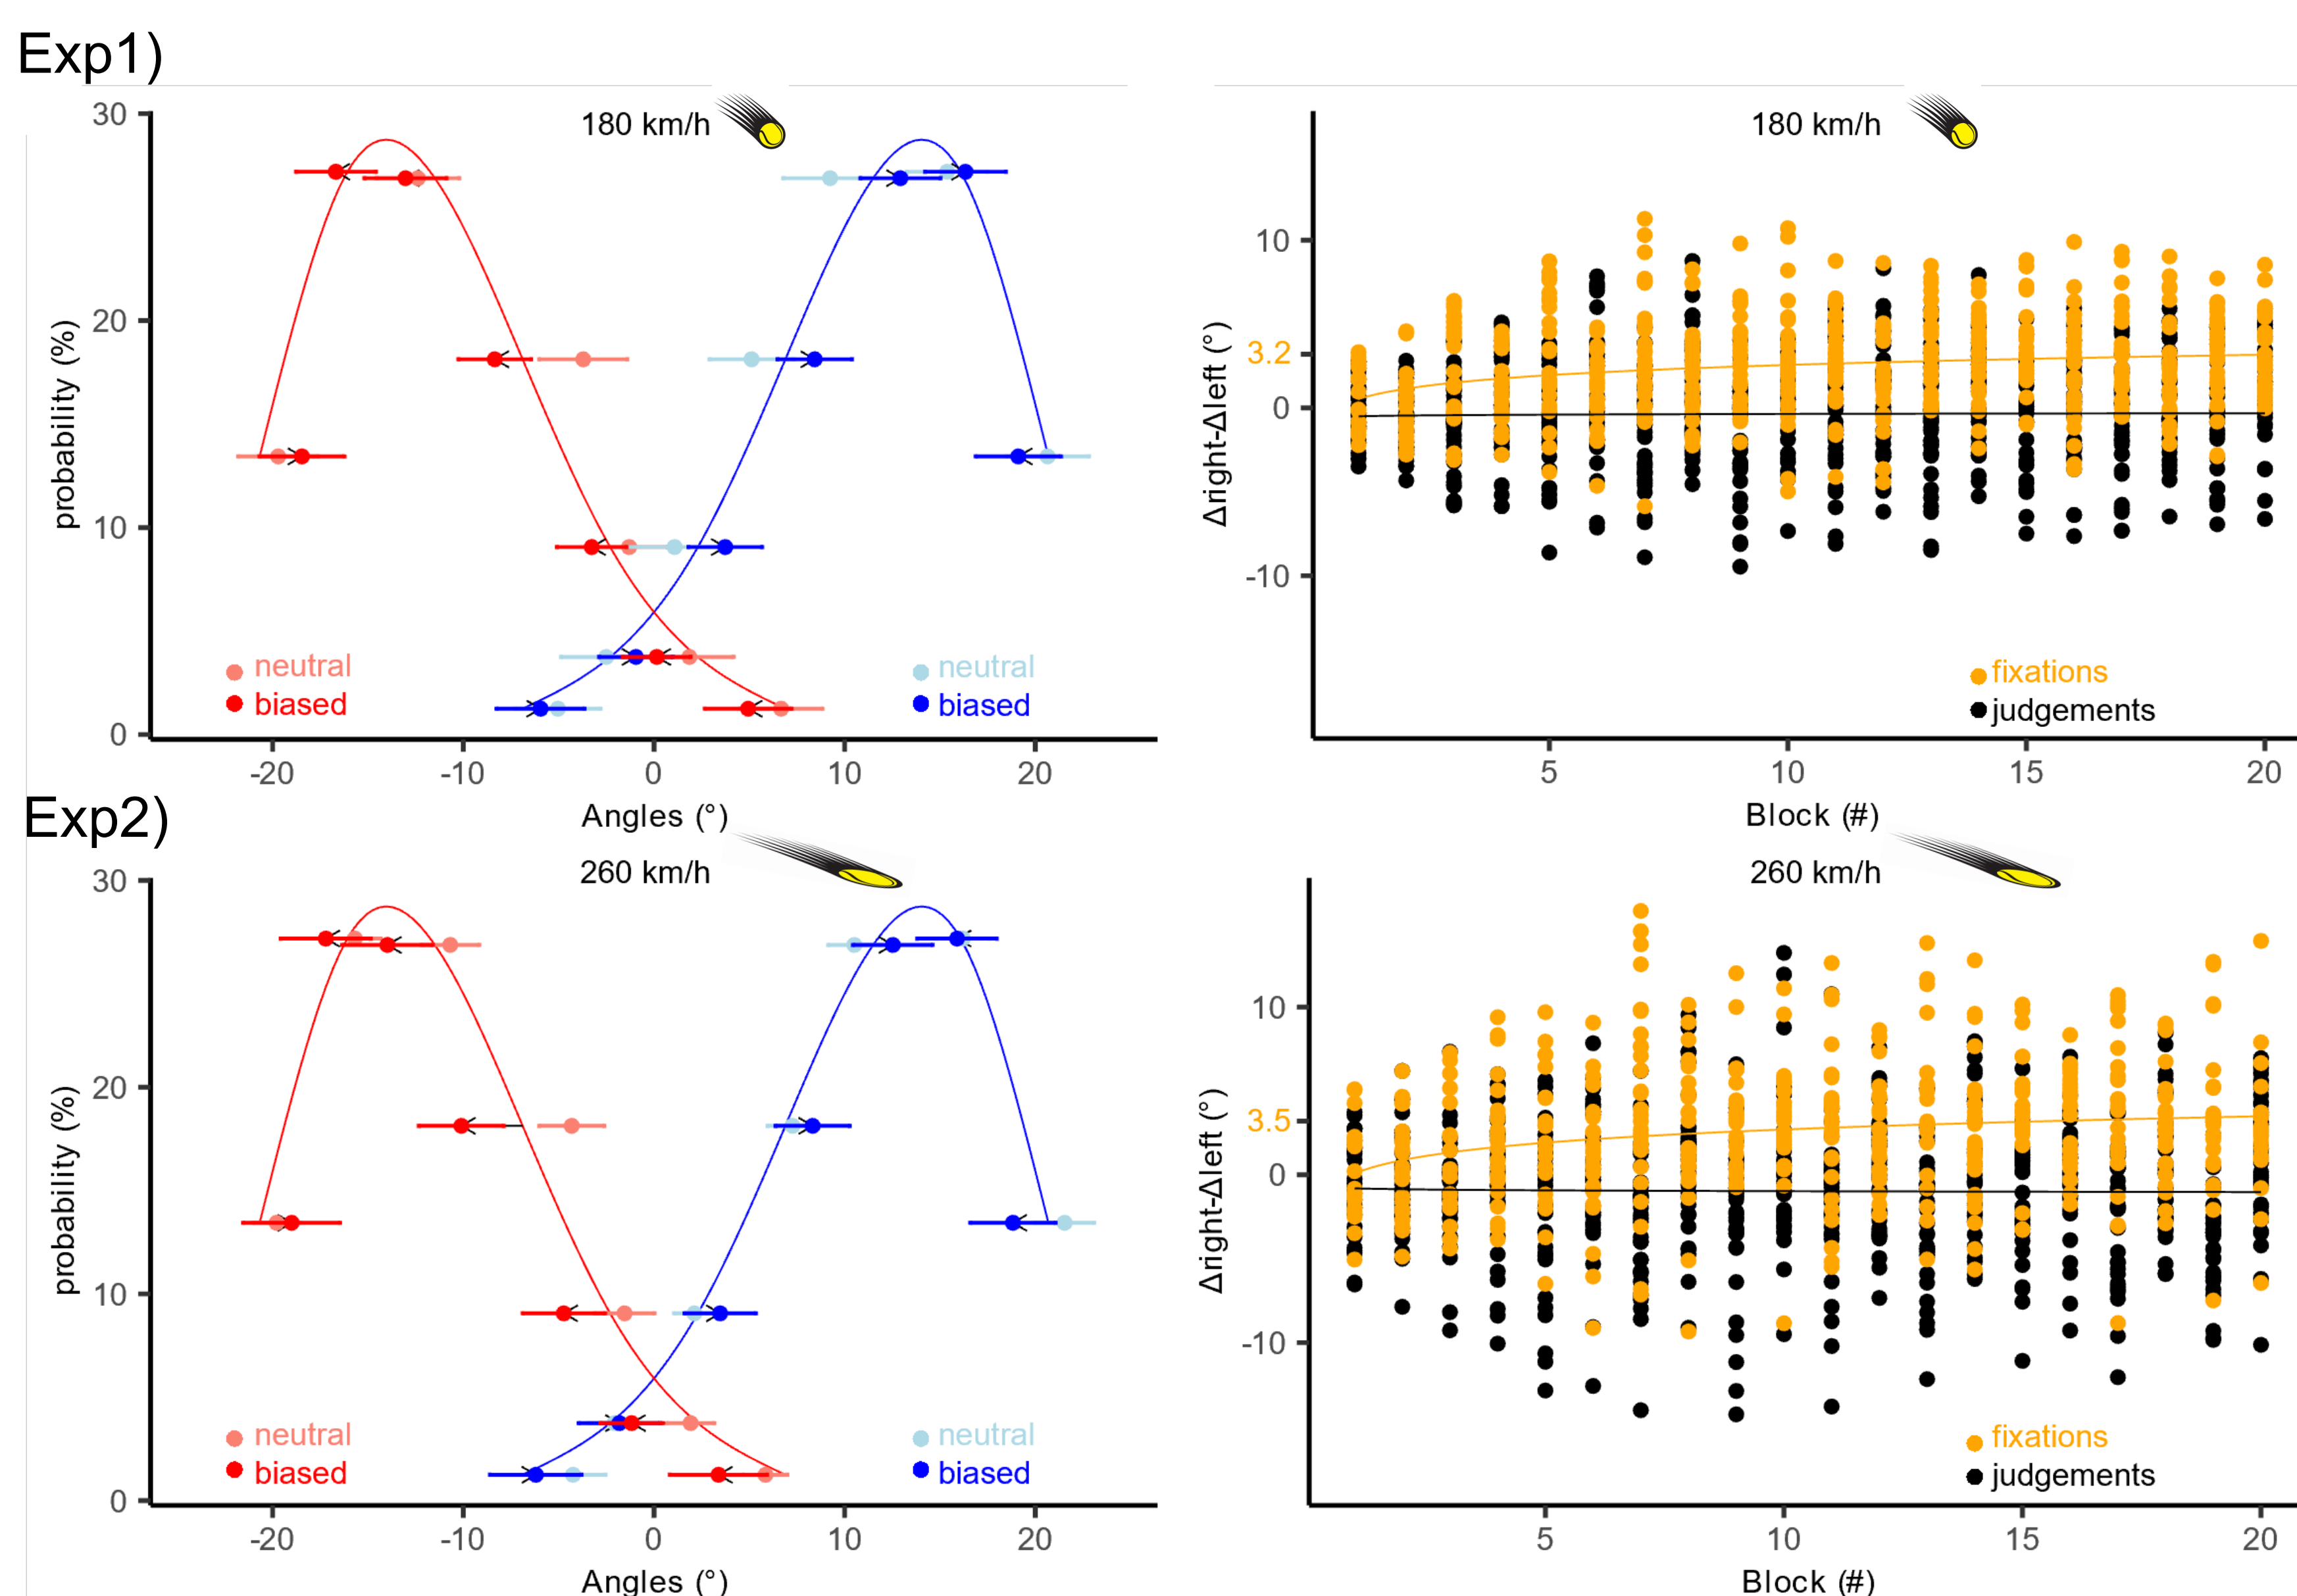 Exp1)
180 km/h
30
20
10
0
probability (%)
neutral
biased
neutral
biased
-20
-10
0
10
20
Angles (°)
180 km/h
10
3.2
0
-10
Δright-Δleft (°)
fixations
judgements
5
10
15
20
Block (#)
Exp2)
260 km/h
30
20
10
0
probability (%)
neutral
biased
neutral
biased
-20
-10
0
10
20
Angles (°)
260 km/h
10
3.5
0
-10
Δright-Δleft (°)
fixations
judgements
5
10
15
20
Block (#)